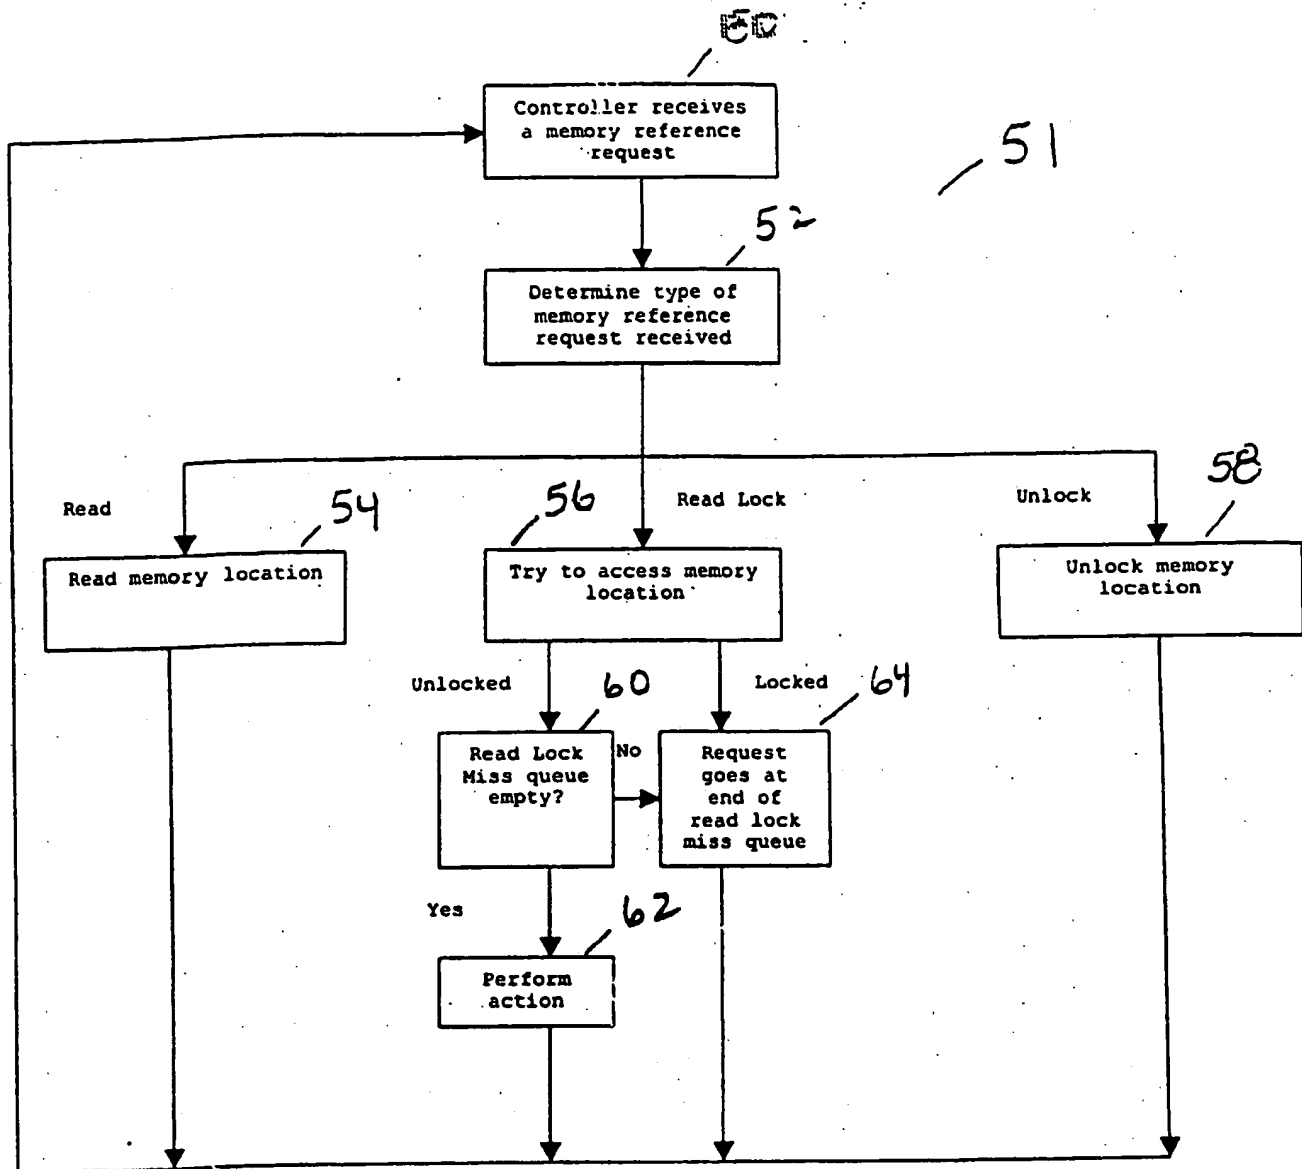 Controller receives
a memory reference
request
51
52
Determine type of
memory reference
request received
Read
54
56
Read Lock
Unlock
58
Read memory location
Try to access memory
location
Unlock memory
location
Unlocked
60
Locked
64
Read Lock
Miss queue
empty?
No
Request
goes at
end of
read lock
miss queue
Yes
62
Perform
action